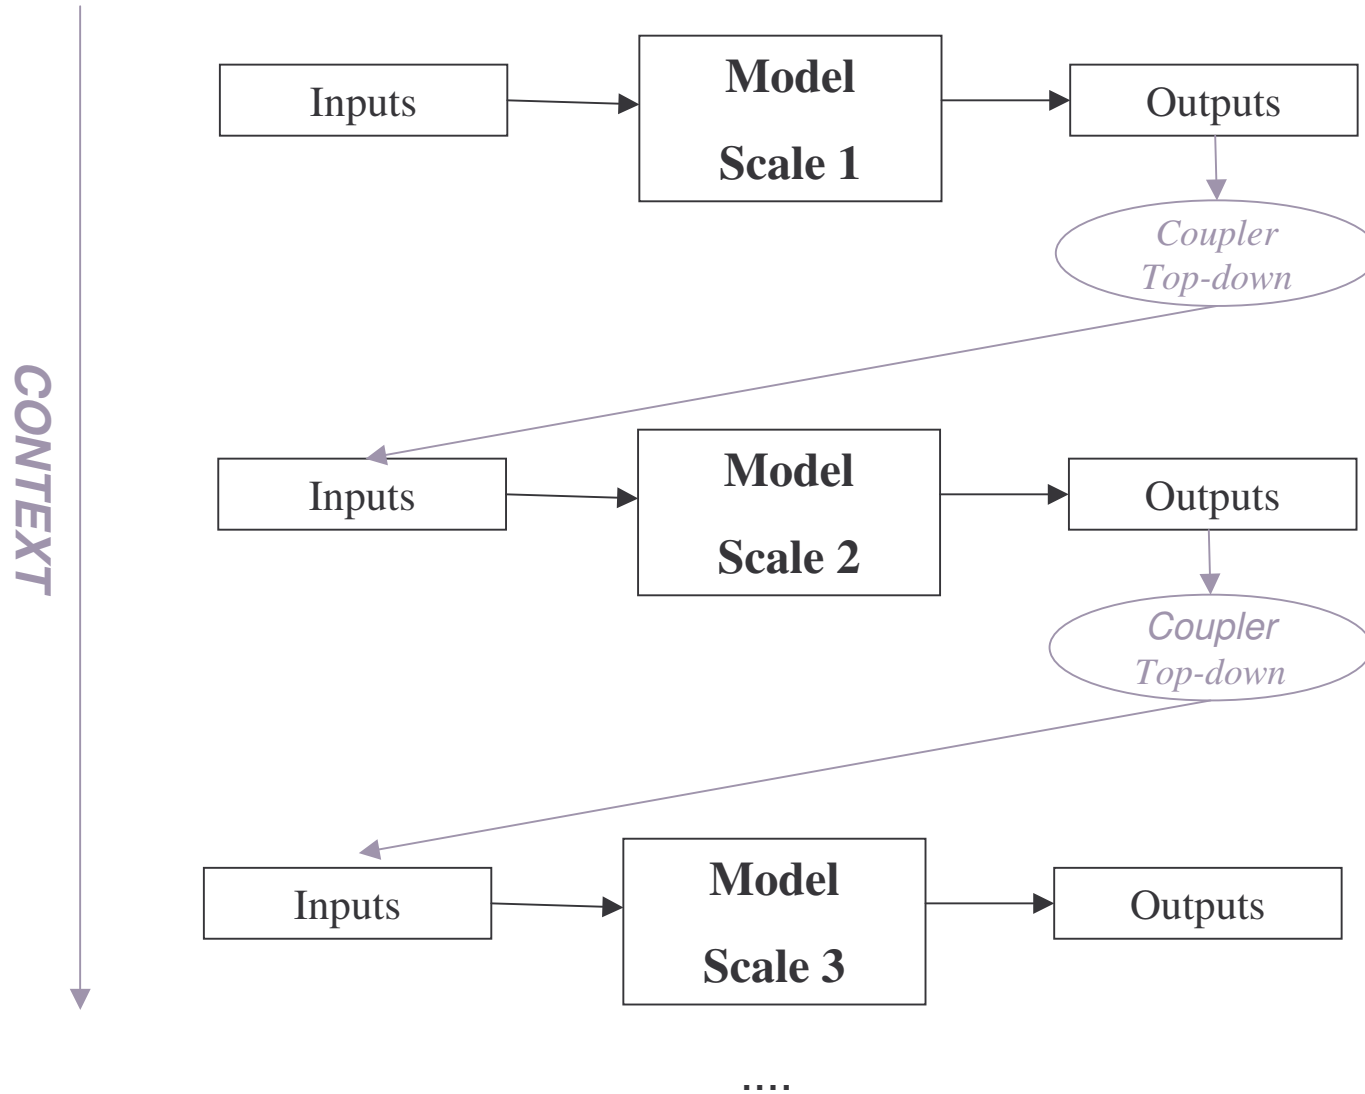 Inputs
Model
Scale 1
Outputs
Coupler
Top-down
CONTEXT
Inputs
Model
Scale 2
Outputs
Coupler
Top-down
Inputs
Model
Scale 3
Outputs
....